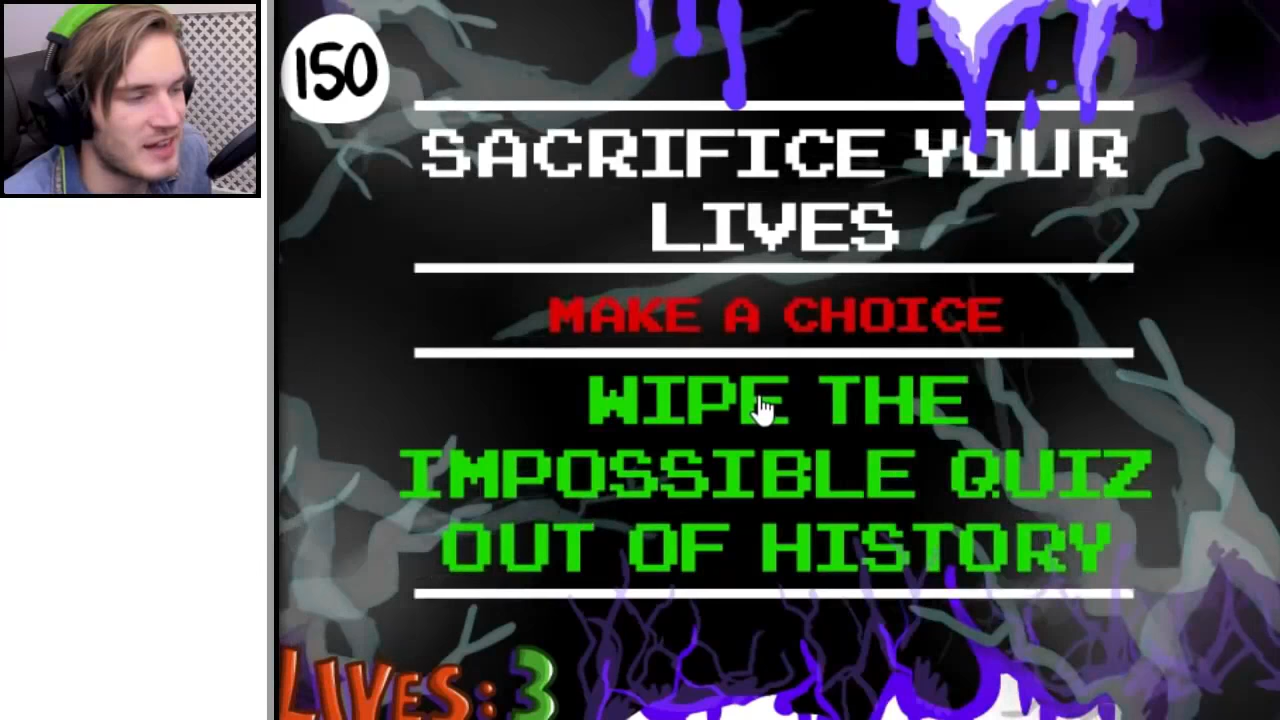 150
SACRIFICE YOUR
LIVES
MAKE A CHOICE
WIPE THE
IMPOSSIBLE QUIZ
OUT OF HISTORY
LIVES: 3